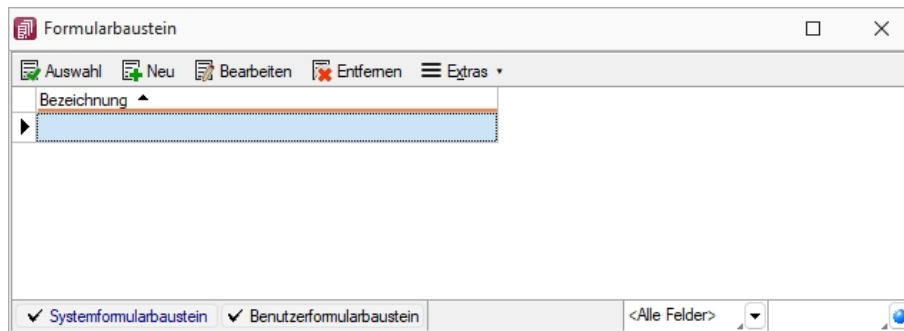 Formularbaustein
Auswahl Neu Bearbeiten Entfernen Extras
Bezeichnung
Systemformularbaustein Benutzerformularbaustein <Alle Felder>